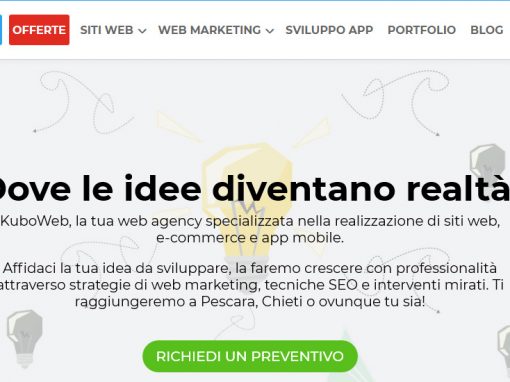 OFFERTE SITI WEB WEB MARKETING SVILUPPO APP PORTFOLIO BLOG
Dove le idee diventano realtà
KuboWeb, la tua web agency specializzata nella realizzazione di siti web,
e-commerce e app mobile.
Affidaci la tua idea da sviluppare, la faremo crescere con professionalità
attraverso strategie di web marketing, tecniche SEO e interventi mirati. Ti
raggiungeremo a Pescara, Chieti o ovunque tu sia!
RICHIEDI UN PREVENTIVO